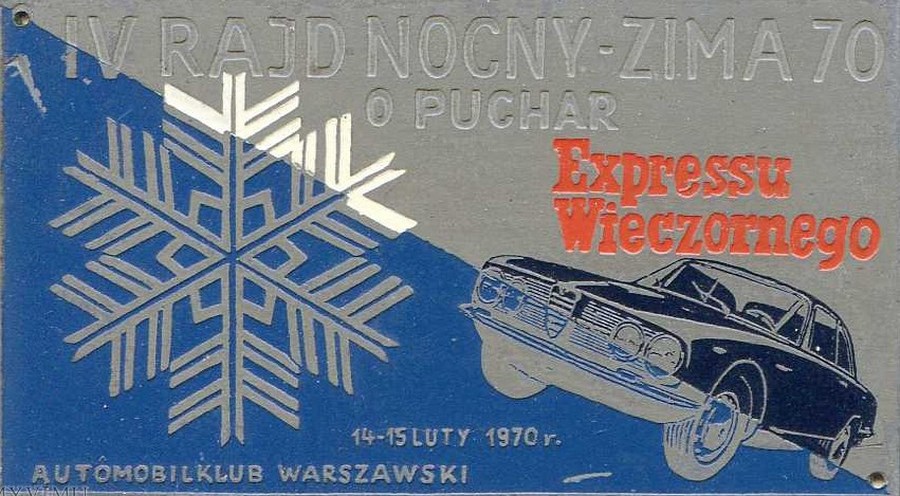 IV RAJD NOCNY-ZIMA 70
O PUCHAR
Expressu
Wieczornego
14-15 LUTY 1970 r.
AUTOMOBILKLUB WARSZAWSKI